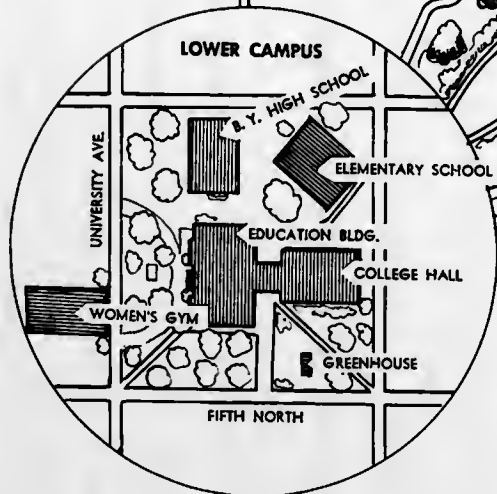 LOWER CAMPUS
B. Y. HIGH SCHOOL
ELEMENTARY SCHOOL
UNIVERSITY AVE.
EDUCATION BLDG.
COLLEGE HALL
WOMEN'S GYM
GREENHOUSE
FIFTH NORTH